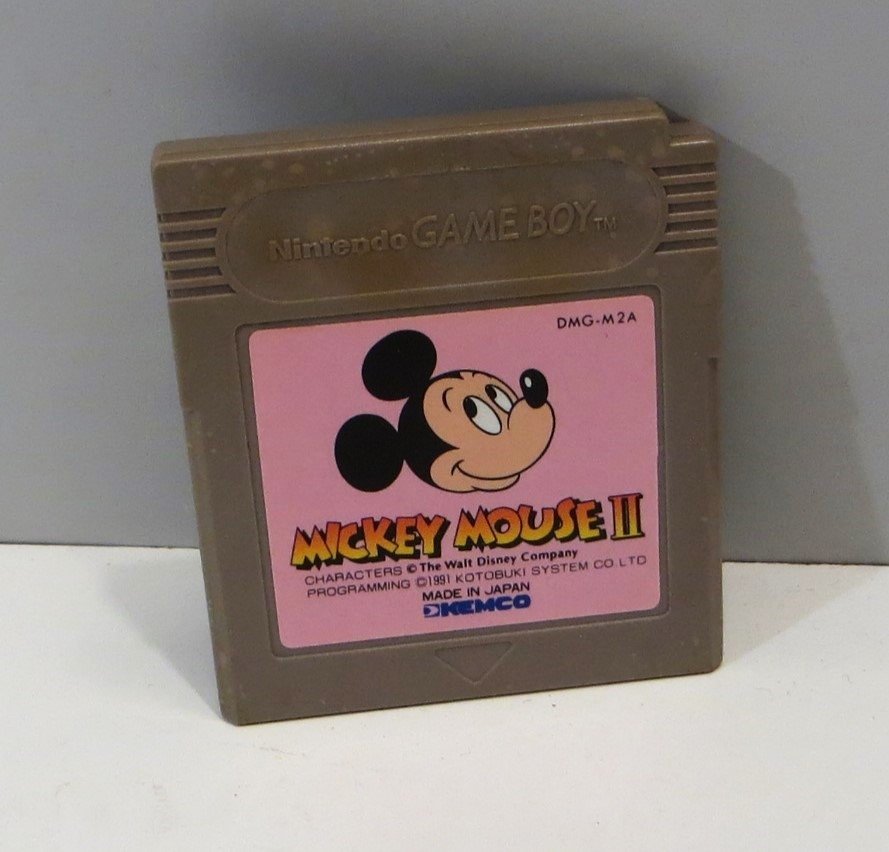 Nintendo GAME BOY™
DMG-M2A
MICKEY MOUSE II
CHARACTERS © The Walt Disney Company
PROGRAMMING ©1991 KOTOBUKI SYSTEM CO. LTD
MADE IN JAPAN
KEMCO